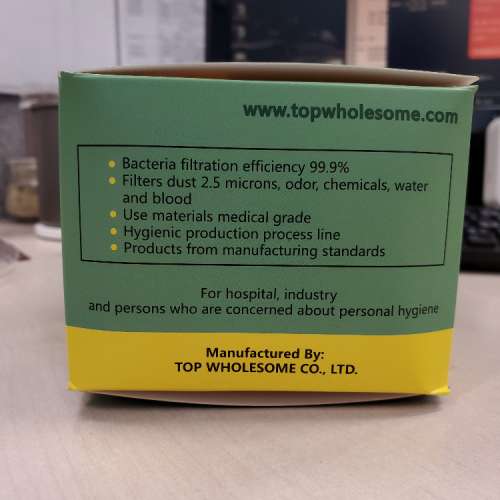 www.topwholesome.com
• Bacteria filtration efficiency 99.9%
• Filters dust 2.5 microns, odor, chemicals, water
and blood
• Use materials medical grade
• Hygienic production process line
• Products from manufacturing standards
For hospital, industry
and persons who are concerned about personal hygiene
Manufactured By:
TOP WHOLESOME CO., LTD.